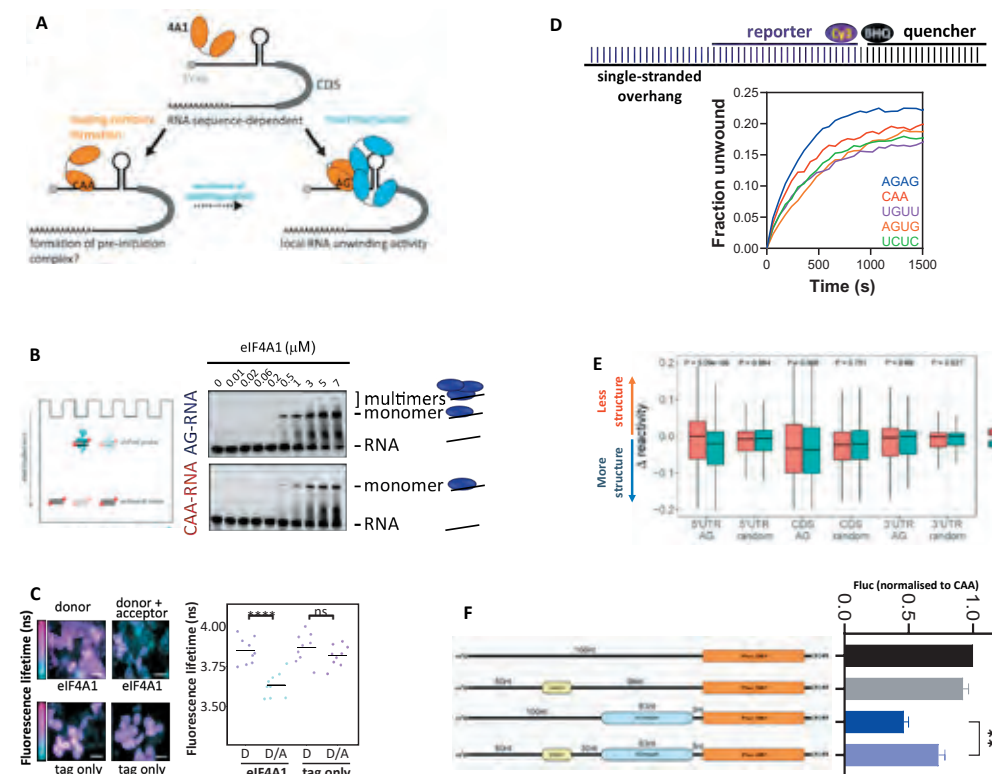 A
4A1
CDS
RNA sequence-dependent
CAA
AG
formation of pre-initiation
complex?
local RNA unwinding activity
B
eIF4A1 (μM)
0 0.01 0.02 0.06 0.2 0.5 1 3 5 7
AG-RNA
multimers
monomer
RNA
CAA-RNA
monomer
RNA
C
Fluorescence lifetime (ns)
donor
donor +
acceptor
eIF4A1
eIF4A1
tag only
tag only
Fluorescence lifetime (ns)
4.00
3.75
3.50
****
ns
D D/A D D/A
eIF4A1 tag only
D
reporter
Cy3
BHQ
quencher
single-stranded
overhang
Fraction unwound
0.25
0.20
0.15
0.10
0.05
0.00
AGAG
CAA
UGUU
AGUG
UCUC
0 500 1000 1500
Time (s)
E
Less
structure
More
structure
Δ reactivity
0.2
0.1
0.0
-0.1
-0.2
5'UTR
AG
5'UTR
random
CDS
AG
CDS
random
3'UTR
AG
3'UTR
random
F
Fluc (normalised to CAA)
0.0 0.5 1.0
100nt
50nt
100nt
50nt
**